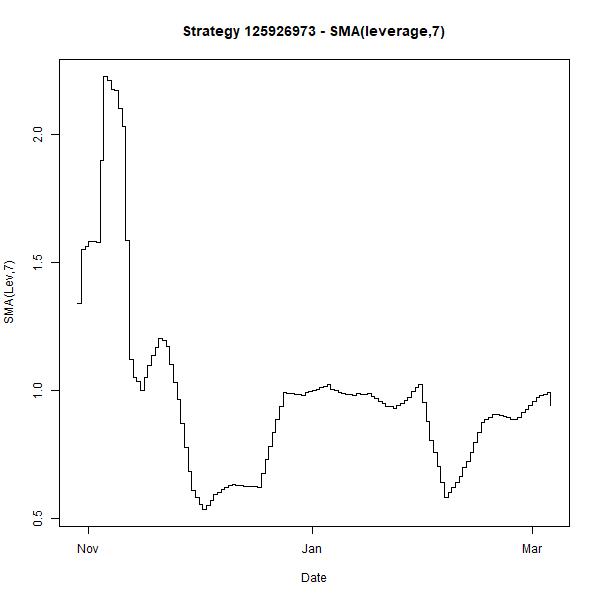 Strategy 125926973 - SMA(leverage,7)
SMA(Lev,7)
2.0
1.5
1.0
0.5
Nov
Jan
Mar
Date